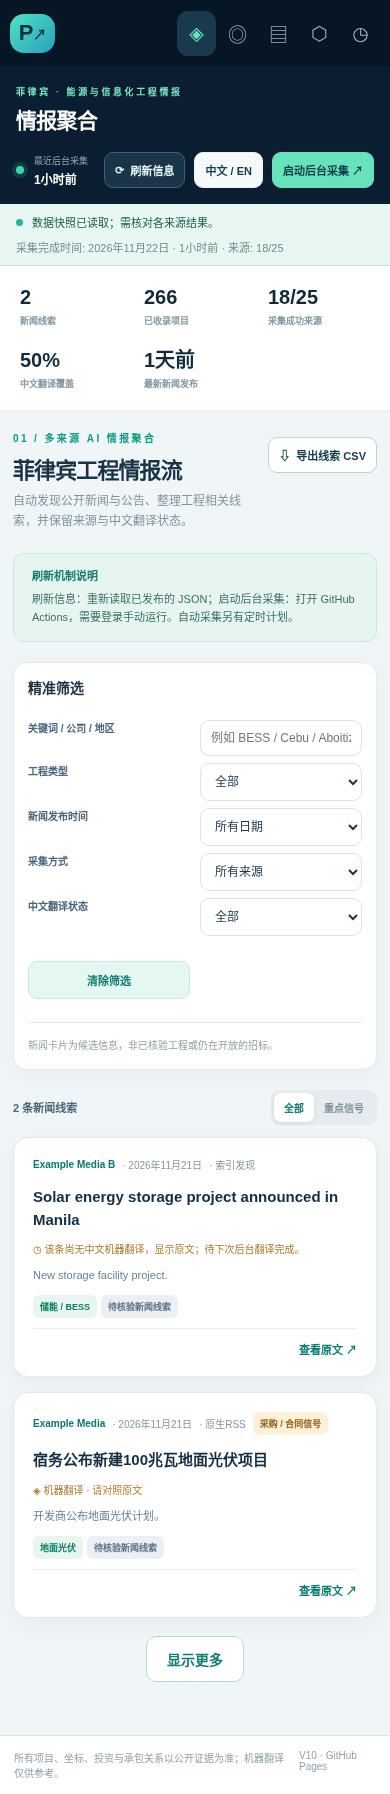 P↗
菲律宾 · 能源与信息化工程情报
情报聚合
最近后台采集
1小时前
⟳ 刷新信息
中文 / EN
启动后台采集 ↗
数据快照已读取；需核对各来源结果。
采集完成时间: 2026年11月22日 · 1小时前 · 来源: 18/25
2
新闻线索
266
已收录项目
18/25
采集成功来源
50%
中文翻译覆盖
1天前
最新新闻发布
01 / 多来源 AI 情报聚合
菲律宾工程情报流
自动发现公开新闻与公告、整理工程相关线
索，并保留来源与中文翻译状态。
⇩ 导出线索 CSV
刷新机制说明
刷新信息：重新读取已发布的 JSON；启动后台采集：打开 GitHub
Actions，需要登录手动运行。自动采集另有定时计划。
精准筛选
关键词 / 公司 / 地区
例如 BESS / Cebu / Aboitiz
工程类型
全部
新闻发布时间
所有日期
采集方式
所有来源
中文翻译状态
全部
清除筛选
新闻卡片为候选信息，非已核验工程或仍在开放的招标。
2 条新闻线索
全部
重点信号
Example Media B · 2026年11月21日 · 索引发现
Solar energy storage project announced in
Manila
◷ 该条尚无中文机器翻译，显示原文；待下次后台翻译完成。
New storage facility project.
储能 / BESS
待核验新闻线索
查看原文 ↗
Example Media · 2026年11月21日 · 原生RSS
采购 / 合同信号
宿务公布新建100兆瓦地面光伏项目
◈ 机器翻译 · 请对照原文
开发商公布地面光伏计划。
地面光伏
待核验新闻线索
查看原文 ↗
显示更多
所有项目、坐标、投资与承包关系以公开证据为准；机器翻译
仅供参考。
V10 · GitHub
Pages